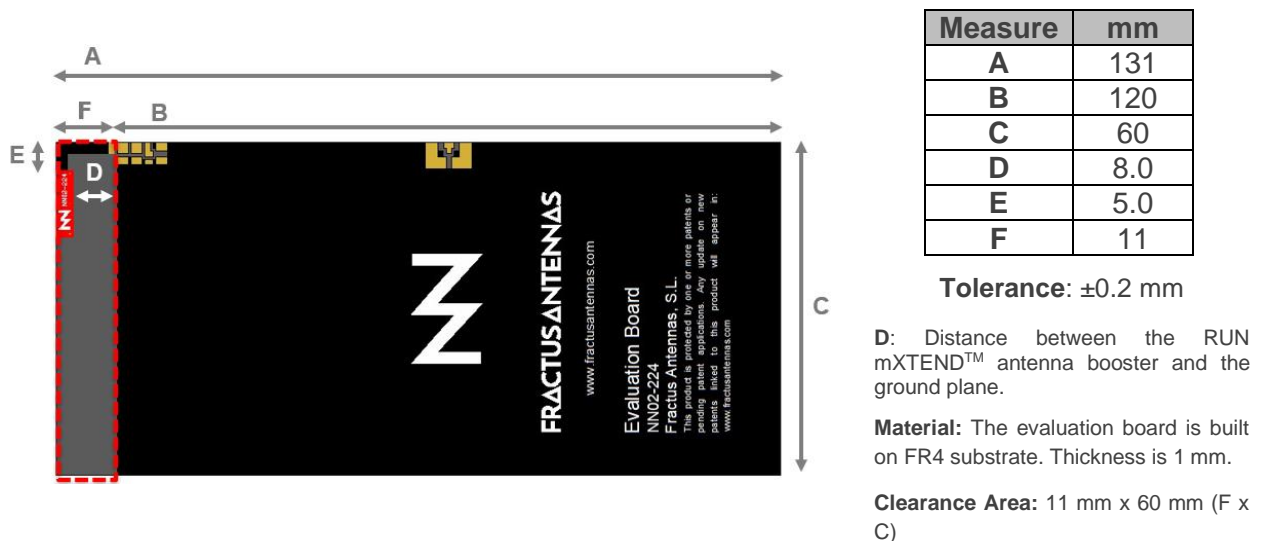 A
F
B
E
D
NN02-224
C
FRACTUSANTENNAS
www.fractusantennas.com
Evaluation Board
NN02-224
Fractus Antennas, S.L.
This product is protected by one or more patents or
pending patent applications. Any update on new
patents linked to this product will appear in:
www.fractusantennas.com
Measure mm
A 131
B 120
C 60
D 8.0
E 5.0
F 11
Tolerance: ±0.2 mm
D: Distance between the RUN
mXTEND™ antenna booster and the
ground plane.
Material: The evaluation board is built
on FR4 substrate. Thickness is 1 mm.
Clearance Area: 11 mm x 60 mm (F x
C)